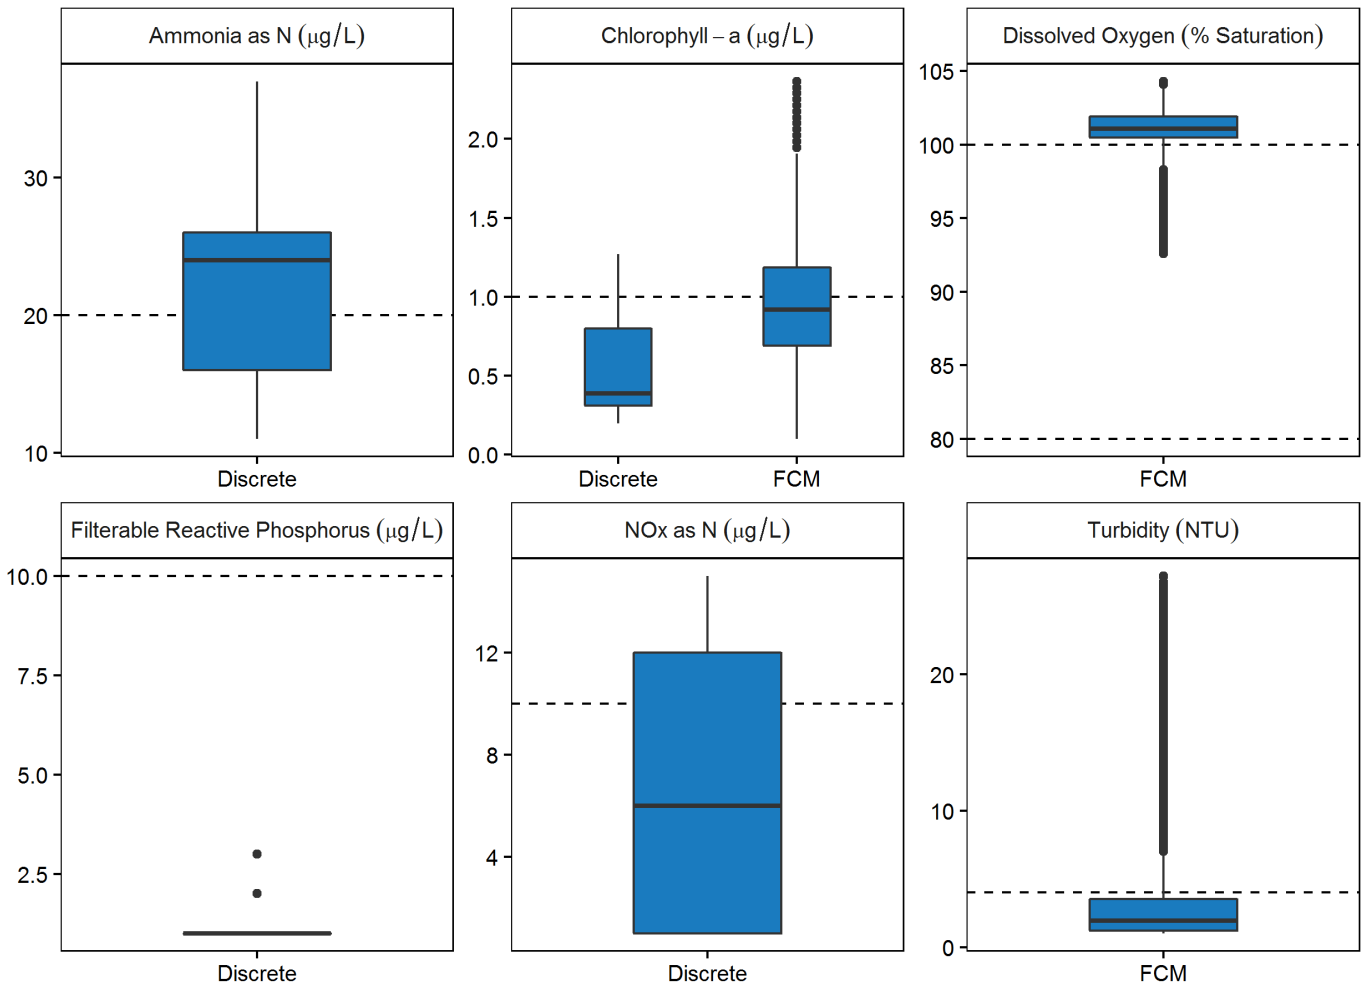 Ammonia as N (μg/L)
30
20
10
Discrete
Chlorophyll – a (μg/L)
2.0
1.5
1.0
0.5
0.0
Discrete
FCM
Dissolved Oxygen (% Saturation)
105
100
95
90
85
80
FCM
Filterable Reactive Phosphorus (μg/L)
10.0
7.5
5.0
2.5
Discrete
NOx as N (μg/L)
12
8
4
Discrete
Turbidity (NTU)
20
10
0
FCM